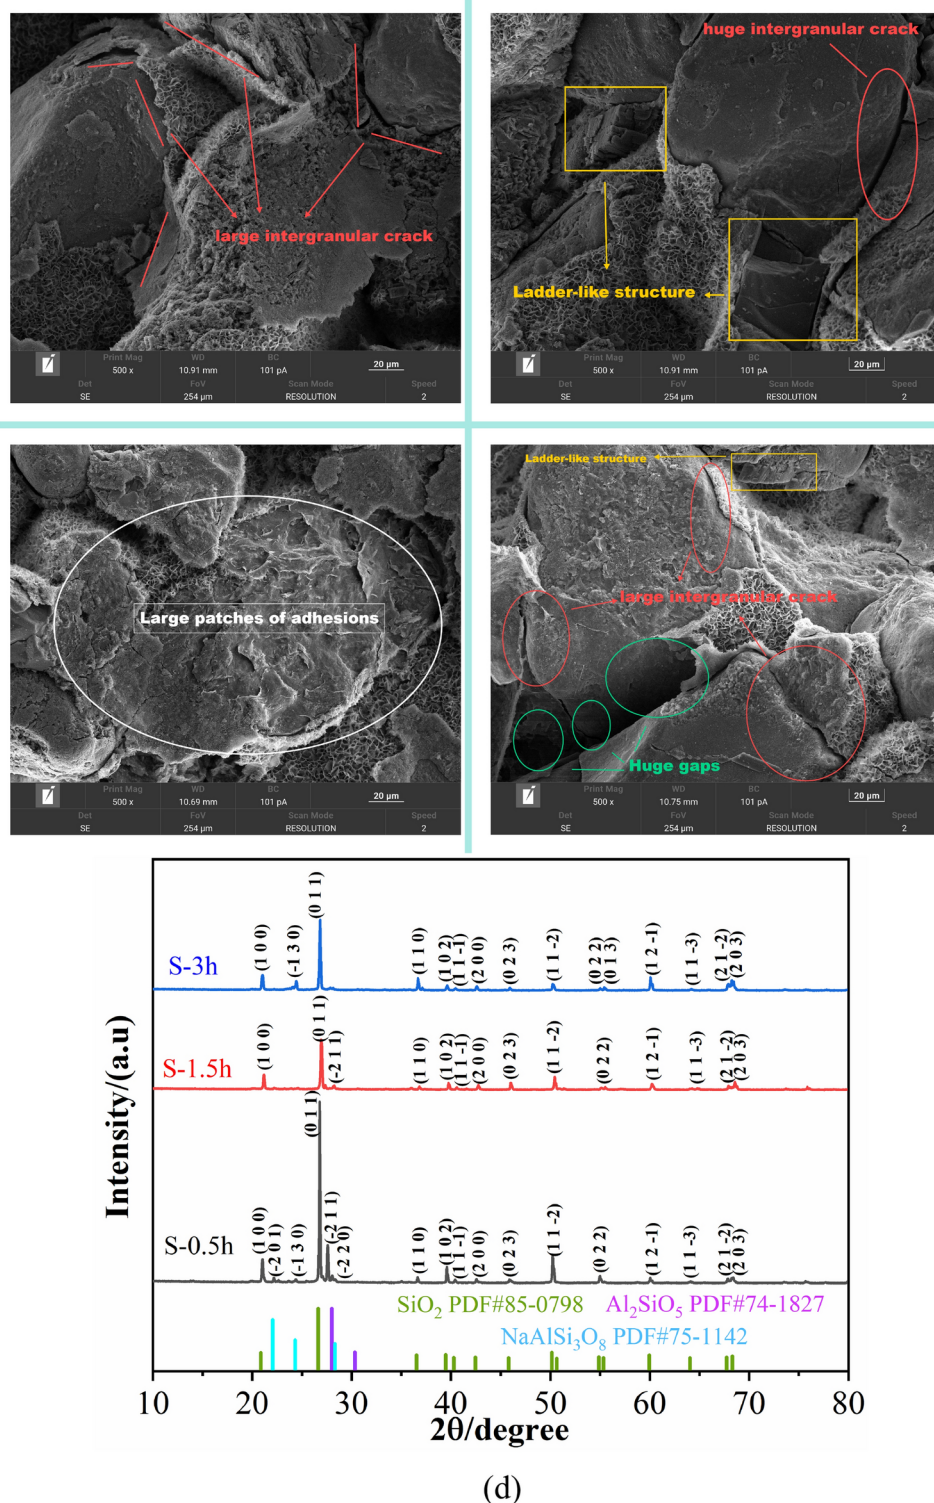 large intergranular crack
Print Mag WD BC
500 x 10.91 mm 101 pA 20 μm
Det FoV Scan Mode Speed
SE 254 μm RESOLUTION 2
huge intergranular crack
Ladder-like structure
Print Mag WD BC
500 x 10.91 mm 101 pA 20 μm
Det FoV Scan Mode Speed
SE 254 μm RESOLUTION 2
Large patches of adhesions
Print Mag WD BC
500 x 10.69 mm 101 pA 20 μm
Det FoV Scan Mode Speed
SE 254 μm RESOLUTION 2
Ladder-like structure
large intergranular crack
Huge gaps
Print Mag WD BC
500 x 10.75 mm 101 pA 20 μm
Det FoV Scan Mode Speed
SE 254 μm RESOLUTION 2
Intensity/(a.u)
S-3h
(1 0 0) (-1 3 0) (0 1 1) (1 1 0) (1 0 2) (1 1 -1) (2 0 0) (0 2 3) (1 1 -2) (0 2 2) (0 1 3) (1 2 -1) (1 1 -3) (2 1 -2) (2 0 3)
S-1.5h
(1 0 0) (0 1 1) (-2 1 1) (1 1 0) (1 0 2) (1 1 -1) (2 0 0) (0 2 3) (1 1 -2) (0 2 2) (1 2 -1) (1 1 -3) (2 1 -2) (2 0 3)
S-0.5h
(1 0 0) (-2 0 1) (-1 3 0) (0 1 1) (-2 1 1) (-2 2 0) (1 1 0) (1 0 2) (1 1 -1) (2 0 0) (0 2 3) (1 1 -2) (0 2 2) (1 2 -1) (1 1 -3) (2 1 -2) (2 0 3)
SiO₂ PDF#85-0798 Al₂SiO₅ PDF#74-1827
NaAlSi₃O₈ PDF#75-1142
10 20 30 40 50 60 70 80
2θ/degree
(d)